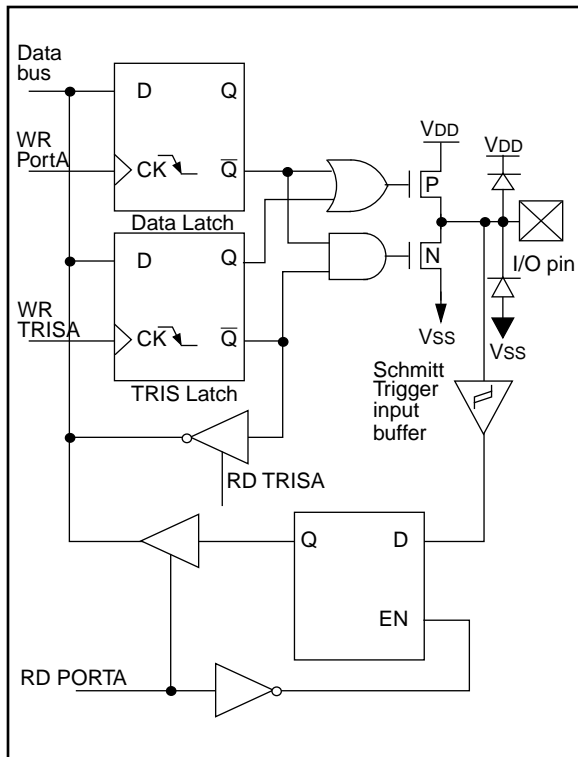 Data
bus
D Q
WR
PortA
CK Q
Data Latch
VDD
P
VDD
D Q
N
I/O pin
WR
TRISA
CK Q
TRIS Latch
VSS
VSS
Schmitt
Trigger
input
buffer
RD TRISA
Q D
EN
RD PORTA